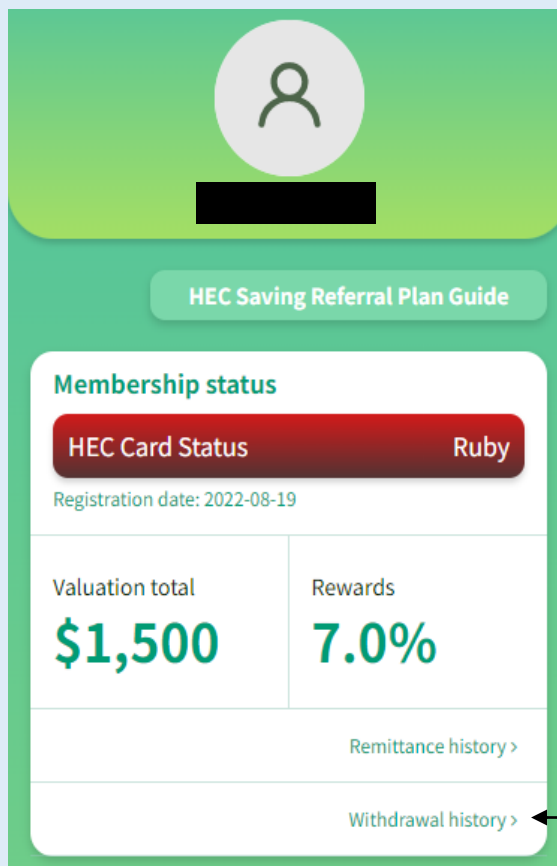 HEC Saving Referral Plan Guide
Membership status
HEC Card Status Ruby
Registration date: 2022-08-19
Valuation total Rewards
$1,500 7.0%
Remittance history >
Withdrawal history >